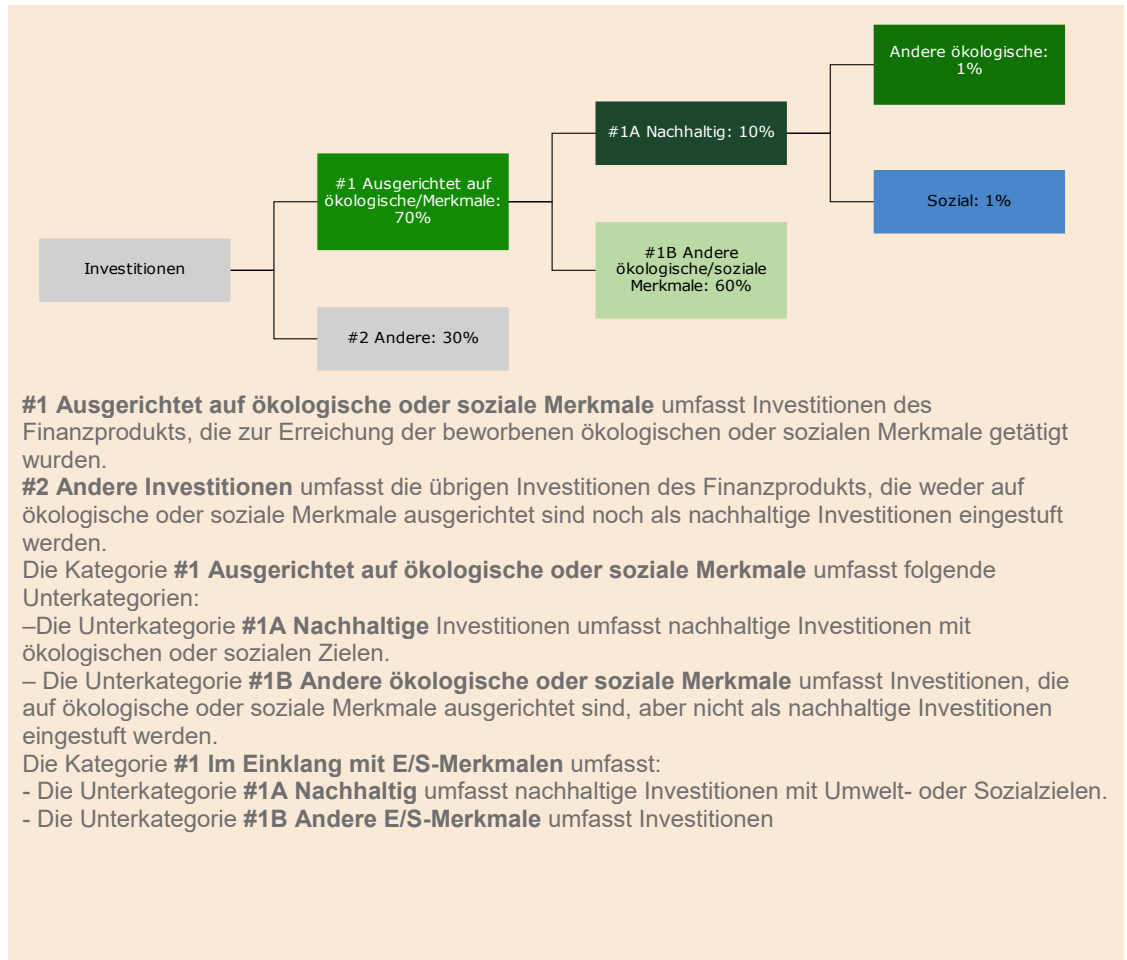 Andere ökologische:
1%
#1A Nachhaltig: 10%
#1 Ausgerichtet auf
ökologische/Merkmale:
70%
Sozial: 1%
#1B Andere
ökologische/soziale
Merkmale: 60%
Investitionen
#2 Andere: 30%
#1 Ausgerichtet auf ökologische oder soziale Merkmale umfasst Investitionen des
Finanzprodukts, die zur Erreichung der beworbenen ökologischen oder sozialen Merkmale getätigt
wurden.
#2 Andere Investitionen umfasst die übrigen Investitionen des Finanzprodukts, die weder auf
ökologische oder soziale Merkmale ausgerichtet sind noch als nachhaltige Investitionen eingestuft
werden.
Die Kategorie #1 Ausgerichtet auf ökologische oder soziale Merkmale umfasst folgende
Unterkategorien:
–Die Unterkategorie #1A Nachhaltige Investitionen umfasst nachhaltige Investitionen mit
ökologischen oder sozialen Zielen.
– Die Unterkategorie #1B Andere ökologische oder soziale Merkmale umfasst Investitionen, die
auf ökologische oder soziale Merkmale ausgerichtet sind, aber nicht als nachhaltige Investitionen
eingestuft werden.
Die Kategorie #1 Im Einklang mit E/S-Merkmalen umfasst:
- Die Unterkategorie #1A Nachhaltig umfasst nachhaltige Investitionen mit Umwelt- oder Sozialzielen.
- Die Unterkategorie #1B Andere E/S-Merkmale umfasst Investitionen